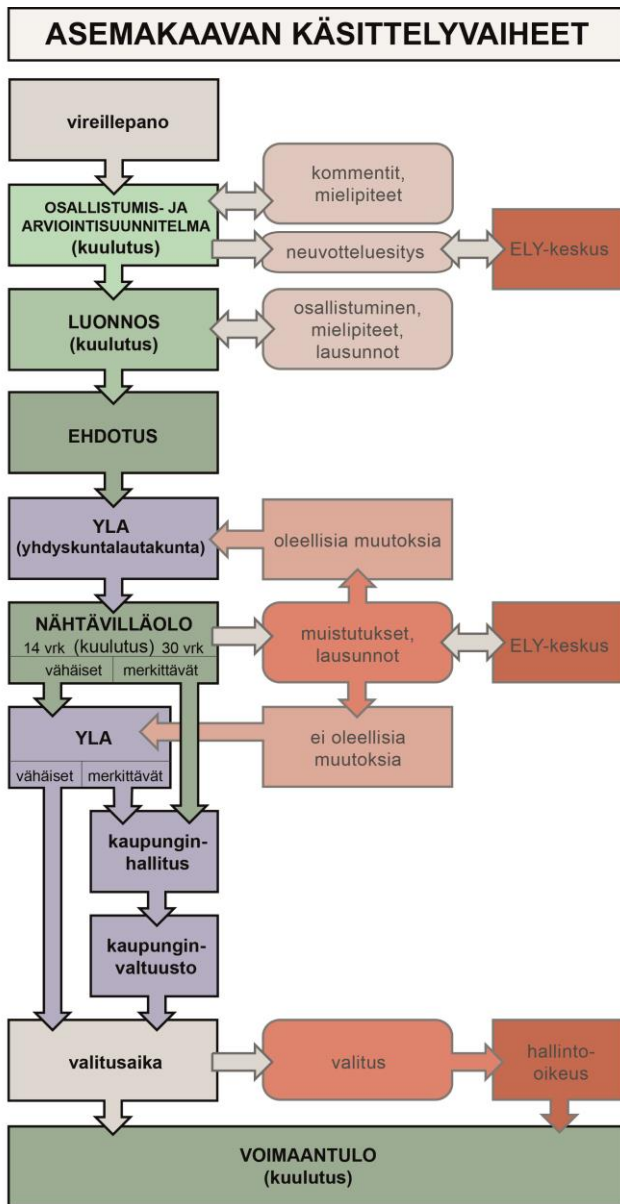 ASEMAKAAVAN KÄSITTELYVAIHEET
vireillepano
kommentit,
mielipiteet
OSALLISTUMIS- JA
ARVIOINTISUUNNITELMA
(kuulutus)
neuvotteluesitys
ELY-keskus
LUONNOS
(kuulutus)
osallistuminen,
mielipiteet,
lausunnot
EHDOTUS
YLA
(yhdyskuntalautakunta)
oleellisia muutoksia
NÄHTÄVILLÄOLO
14 vrk (kuulutus) 30 vrk
vähäiset merkittävät
muistutukset,
lausunnot
ELY-keskus
YLA
vähäiset merkittävät
ei oleellisia
muutoksia
kaupungin-
hallitus
kaupungin-
valtuusto
valitusaika
valitus
hallinto-
oikeus
VOIMAANTULO
(kuulutus)